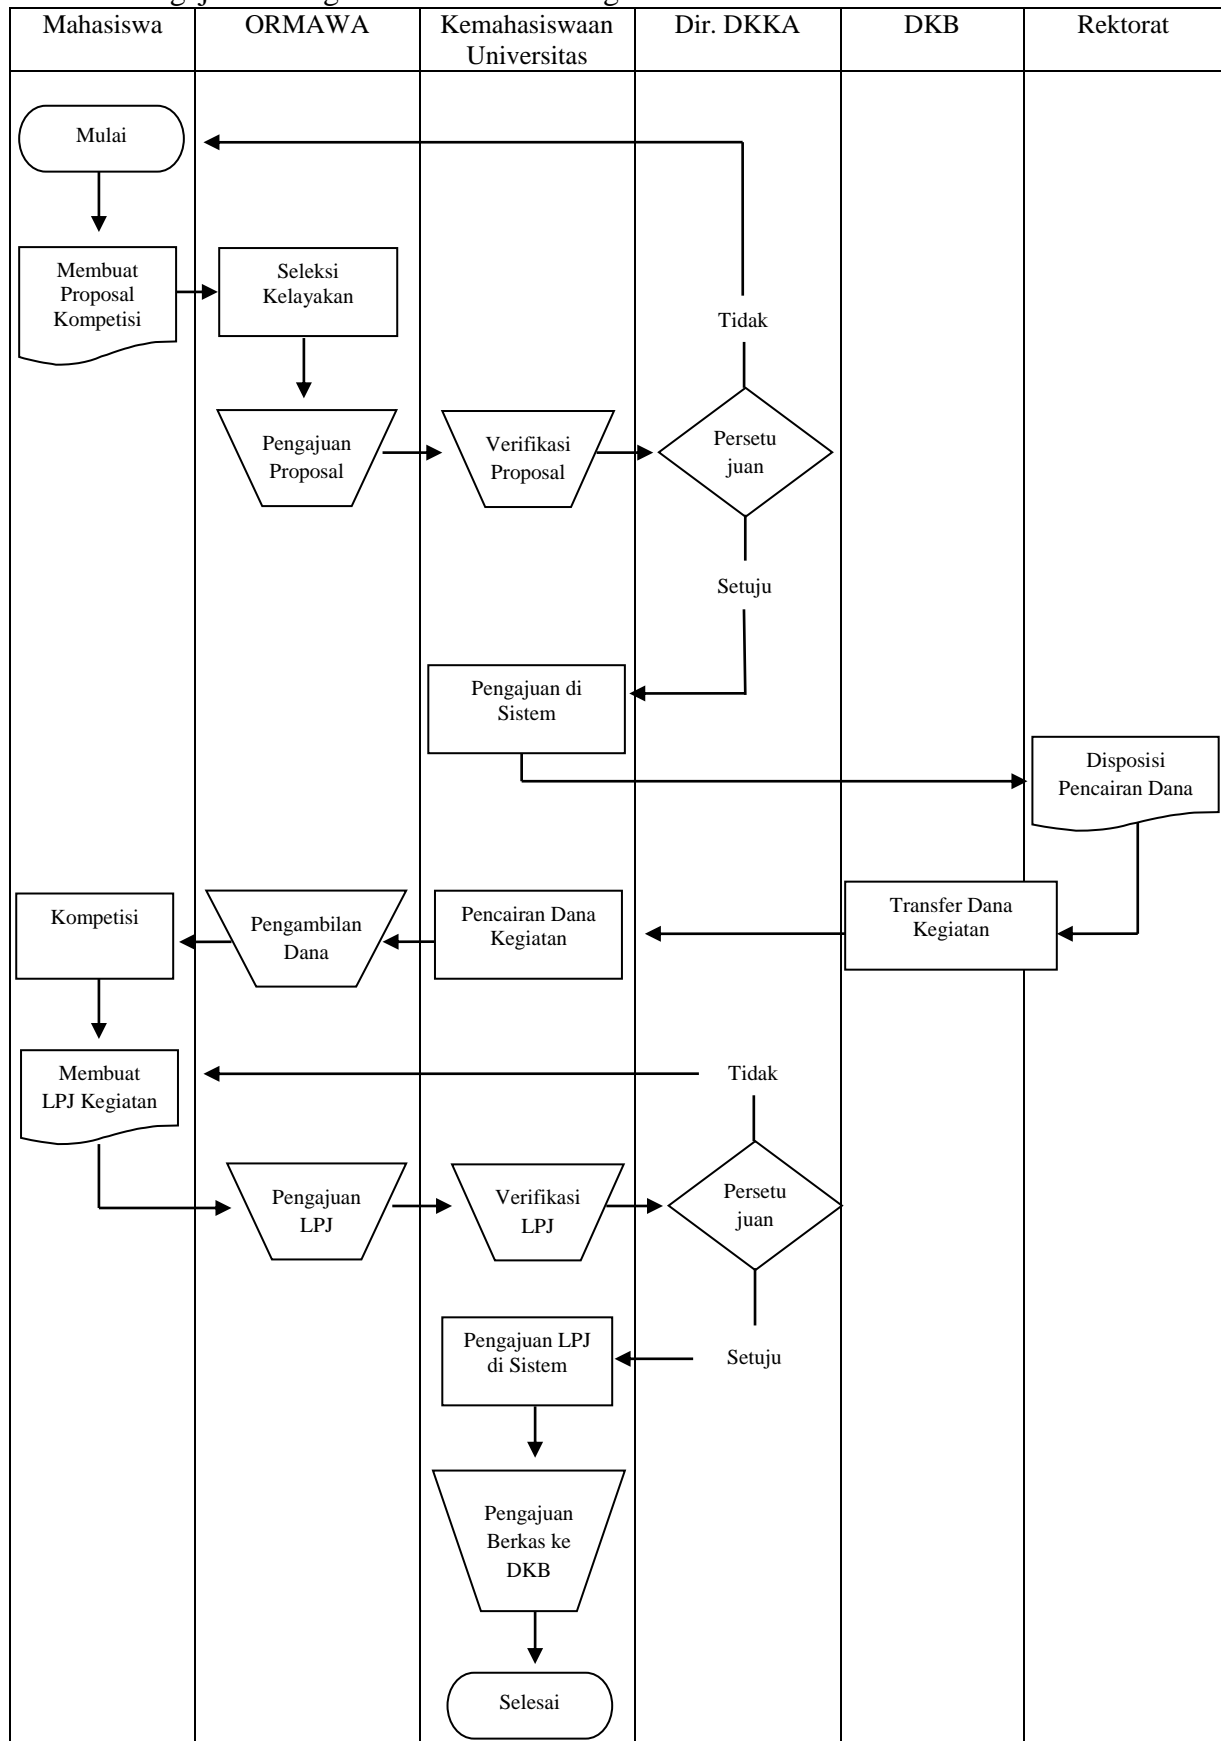 Mahasiswa
ORMAWA
Kemahasiswaan
Universitas
Dir. DKKA
DKB
Rektorat
Mulai
Membuat
Proposal
Kompetisi
Seleksi
Kelayakan
Tidak
Pengajuan
Proposal
Verifikasi
Proposal
Persetu
juan
Setuju
Pengajuan di
Sistem
Disposisi
Pencairan Dana
Transfer Dana
Kegiatan
Pencairan Dana
Kegiatan
Pengambilan
Dana
Kompetisi
Membuat
LPJ Kegiatan
Tidak
Pengajuan
LPJ
Verifikasi
LPJ
Persetu
juan
Setuju
Pengajuan LPJ
di Sistem
Pengajuan
Berkas ke
DKB
Selesai